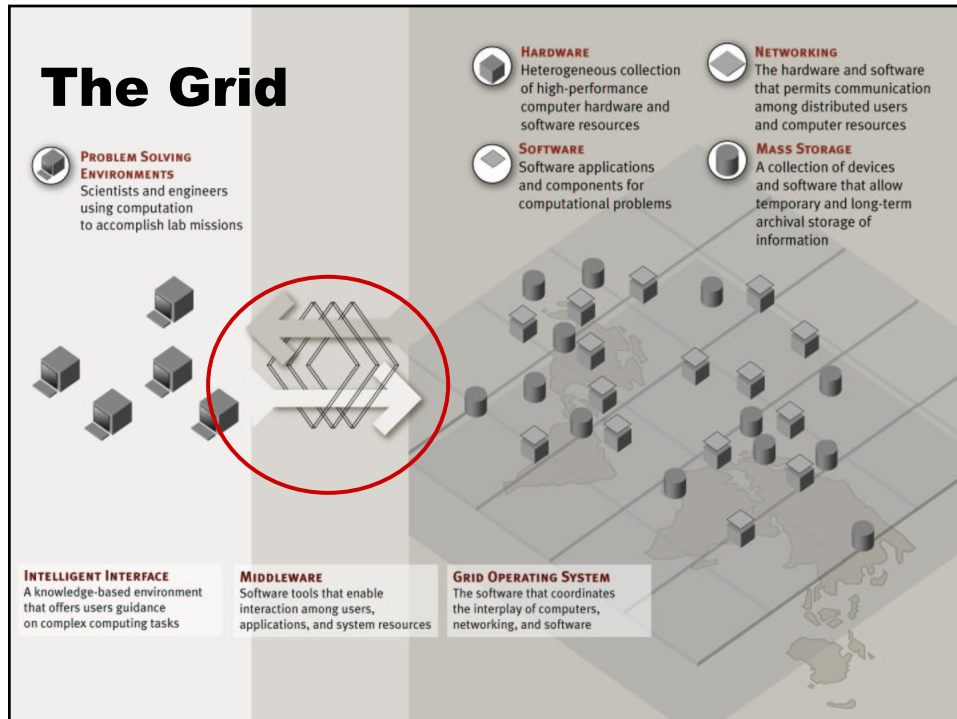 The Grid
PROBLEM SOLVING
ENVIRONMENTS
Scientists and engineers
using computation
to accomplish lab missions
HARDWARE
Heterogeneous collection
of high-performance
computer hardware and
software resources
SOFTWARE
Software applications
and components for
computational problems
NETWORKING
The hardware and software
that permits communication
among distributed users
and computer resources
MASS STORAGE
A collection of devices
and software that allow
temporary and long-term
archival storage of
information
INTELLIGENT INTERFACE
A knowledge-based environment
that offers users guidance
on complex computing tasks
MIDDLEWARE
Software tools that enable
interaction among users,
applications, and system resources
GRID OPERATING SYSTEM
The software that coordinates
the interplay of computers,
networking, and software